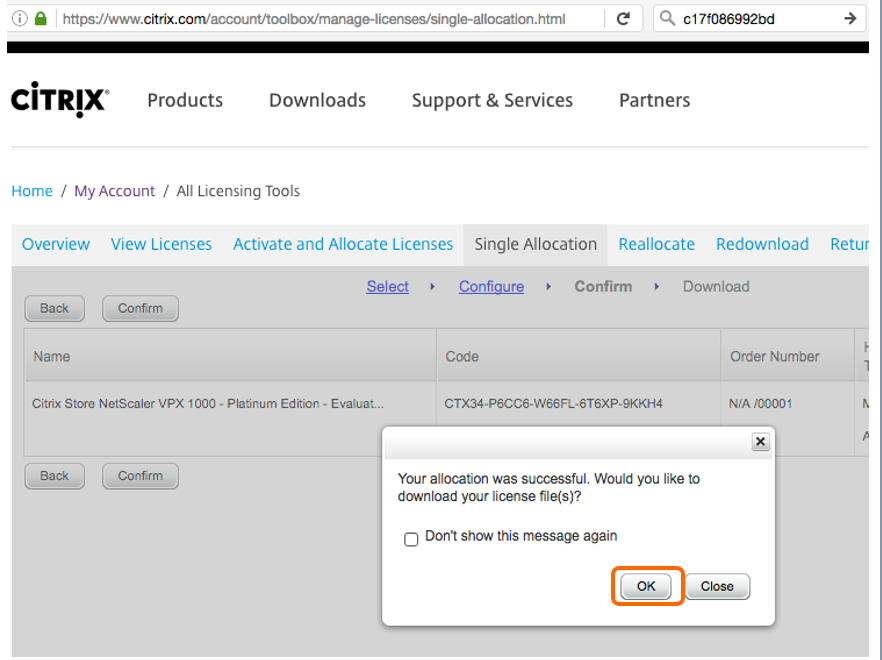 https://www.citrix.com/account/toolbox/manage-licenses/single-allocation.html c17f086992bd
CİTRIX® Products Downloads Support & Services Partners
Home / My Account / All Licensing Tools
Overview View Licenses Activate and Allocate Licenses Single Allocation Reallocate Redownload Retur
Select Configure Confirm Download
Back Confirm
Name Code Order Number
Citrix Store NetScaler VPX 1000 - Platinum Edition - Evaluat... CTX34-P6CC6-W66FL-6T6XP-9KKH4 N/A /00001
Back Confirm
Your allocation was successful. Would you like to
download your license file(s)?
Don't show this message again
OK Close